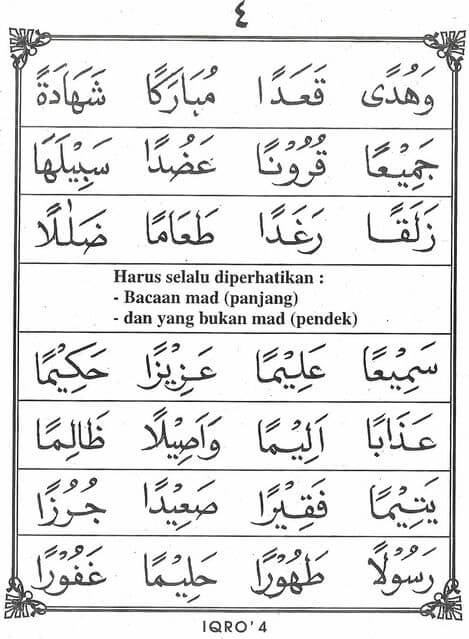 ٤
وَهُدًى قَعَدًا مُبَارَكًا شَهَادَةً
جَمِيْعًا قُرُوْنًا عَضُدًا سَبِيْلَهَا
زَلَقًا رَغَدًا طَعَامًا ضَلٰلًا
Harus selalu diperhatikan :
- Bacaan mad (panjang)
- dan yang bukan mad (pendek)
سَمِيْعًا عَلِيْمًا عَزِيْزًا حَكِيْمًا
عَذَابًا اَلِيْمًا وَاَصِيْلًا ظَالِمًا
يَتِيْمًا فَقِيْرًا صَعِيْدًا جُرُزًا
رَسُوْلًا طَهُوْرًا حَلِيْمًا غَفُوْرًا
IQRO' 4